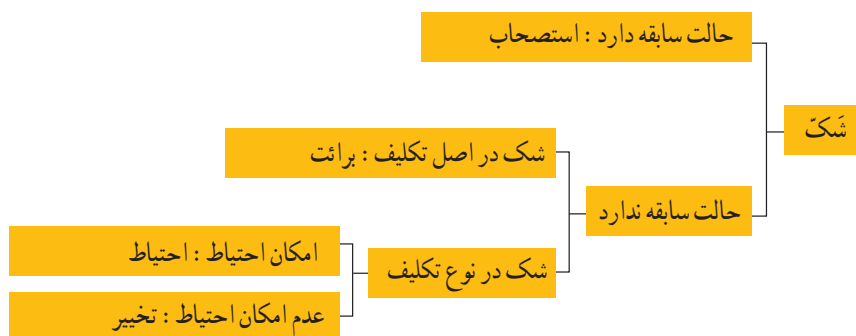 حالت سابقه دارد : استصحاب
شَکّ
شک در اصل تکلیف : برائت
حالت سابقه ندارد
شک در نوع تکلیف
امکان احتیاط : احتیاط
عدم امکان احتیاط : تخییر